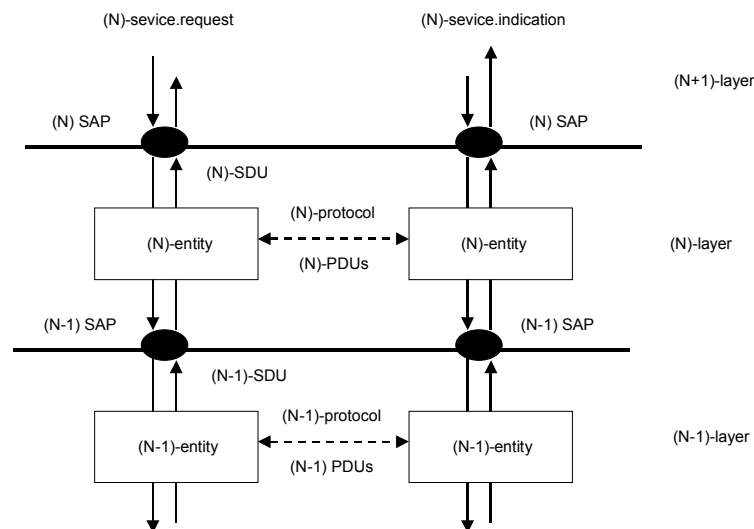 (N)-sevice.request
(N)-sevice.indication
(N+1)-layer
(N) SAP
(N) SAP
(N)-SDU
(N)-protocol
(N)-entity
(N)-entity
(N)-layer
(N)-PDUs
(N-1) SAP
(N-1) SAP
(N-1)-SDU
(N-1)-protocol
(N-1)-entity
(N-1)-entity
(N-1)-layer
(N-1) PDUs